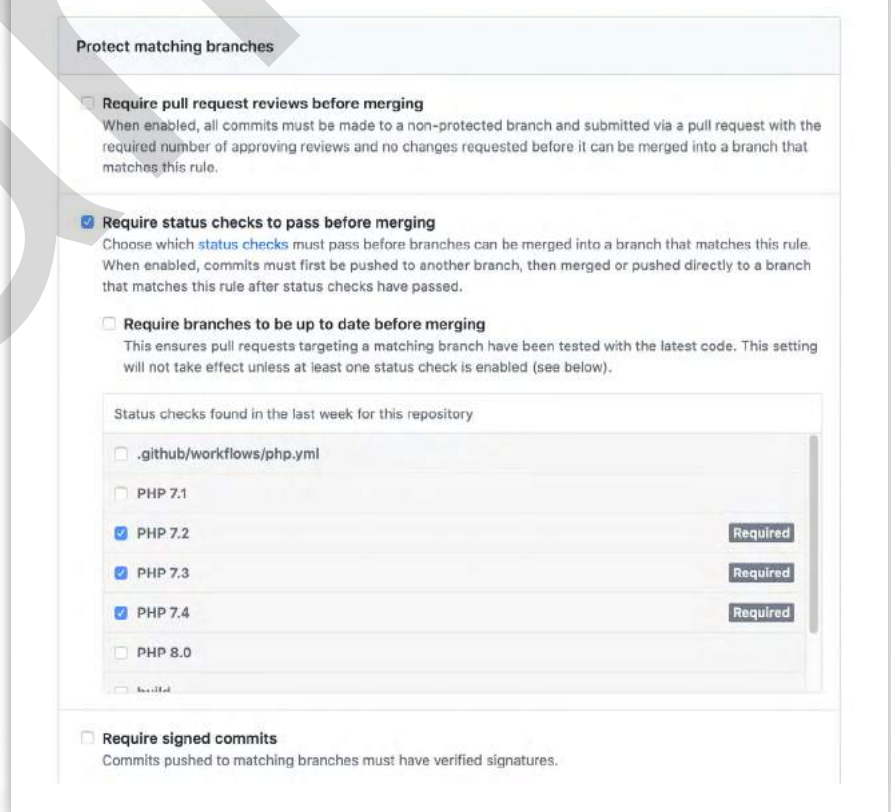 Protect matching branches
Require pull request reviews before merging
When enabled, all commits must be made to a non-protected branch and submitted via a pull request with the
required number of approving reviews and no changes requested before it can be merged into a branch that
matches this rule.
Require status checks to pass before merging
Choose which status checks must pass before branches can be merged into a branch that matches this rule.
When enabled, commits must first be pushed to another branch, then merged or pushed directly to a branch
that matches this rule after status checks have passed.
Require branches to be up to date before merging
This ensures pull requests targeting a matching branch have been tested with the latest code. This setting
will not take effect unless at least one status check is enabled (see below).
Status checks found in the last week for this repository
.github/workflows/php.yml
PHP 7.1
PHP 7.2 Required
PHP 7.3 Required
PHP 7.4 Required
PHP 8.0
build
Require signed commits
Commits pushed to matching branches must have verified signatures.